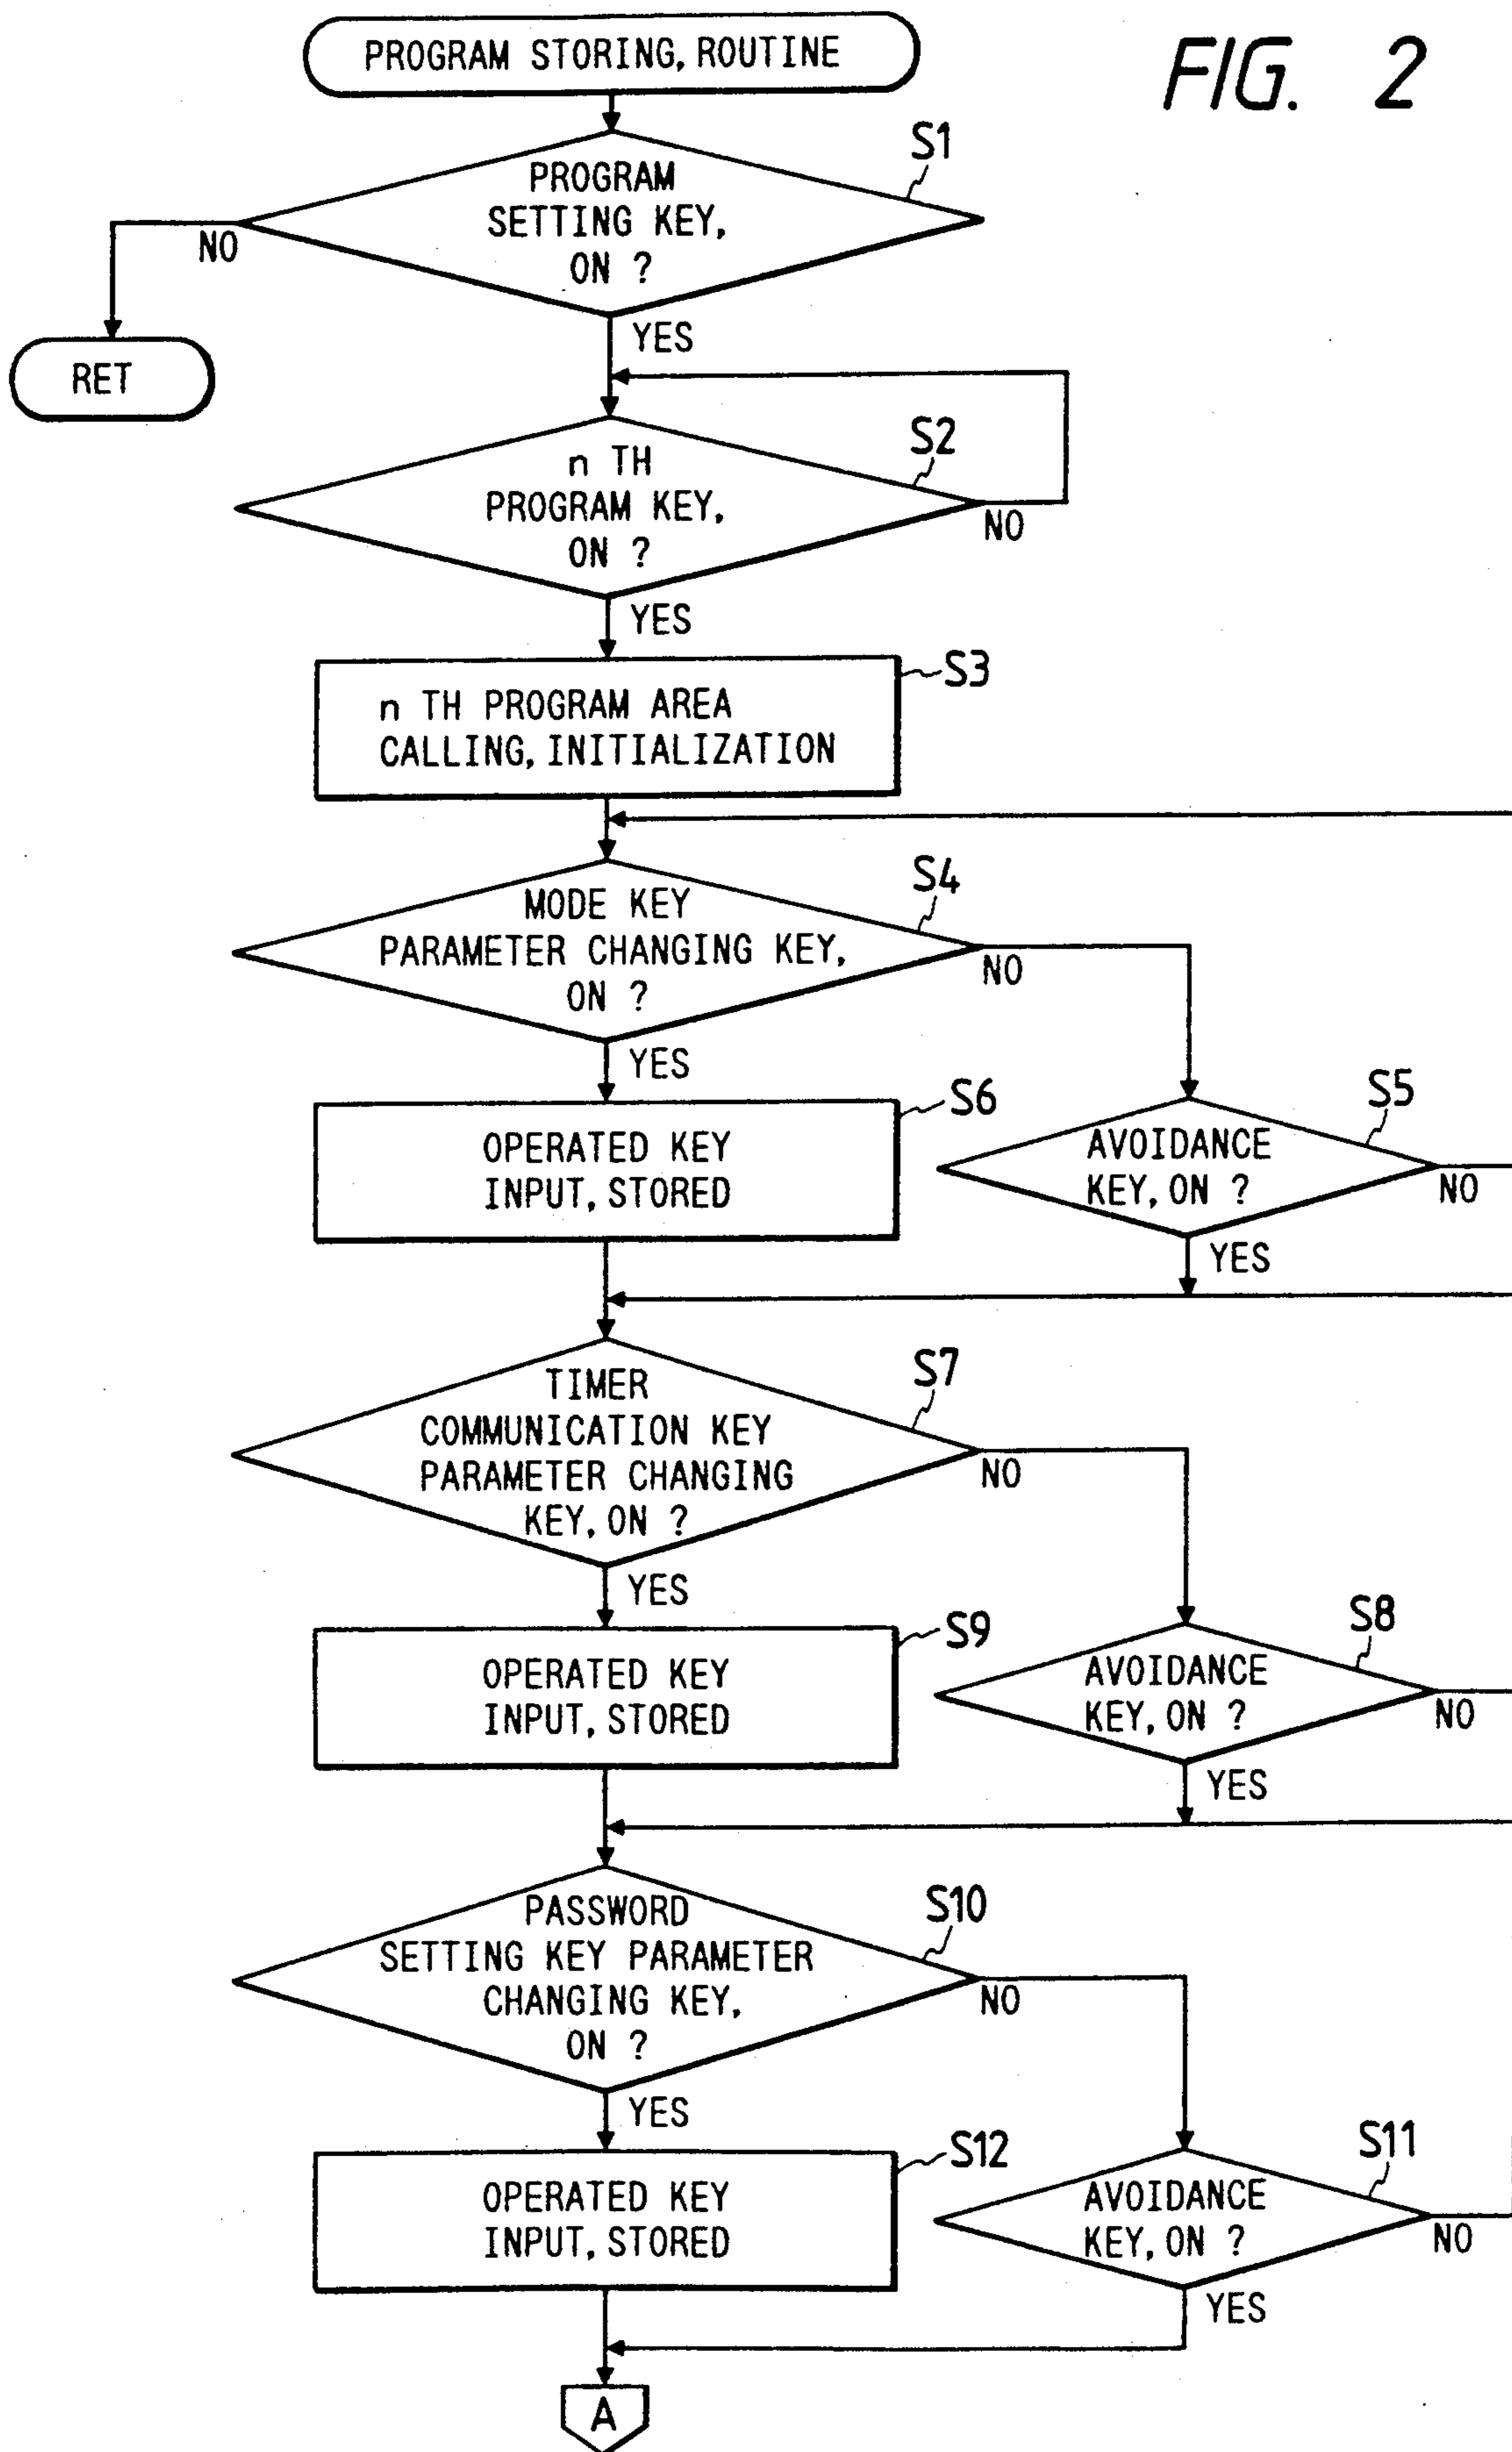 FIG. 2
PROGRAM STORING, ROUTINE
S1
PROGRAM
SETTING KEY,
ON ?
NO
YES
RET
S2
n TH
PROGRAM KEY,
ON ?
NO
YES
S3
n TH PROGRAM AREA
CALLING, INITIALIZATION
S4
MODE KEY
PARAMETER CHANGING KEY,
ON ?
NO
YES
S6
OPERATED KEY
INPUT, STORED
S5
AVOIDANCE
KEY, ON ?
NO
YES
S7
TIMER
COMMUNICATION KEY
PARAMETER CHANGING
KEY, ON ?
NO
YES
S9
OPERATED KEY
INPUT, STORED
S8
AVOIDANCE
KEY, ON ?
NO
YES
S10
PASSWORD
SETTING KEY PARAMETER
CHANGING KEY,
ON ?
NO
YES
S12
OPERATED KEY
INPUT, STORED
S11
AVOIDANCE
KEY, ON ?
NO
YES
A